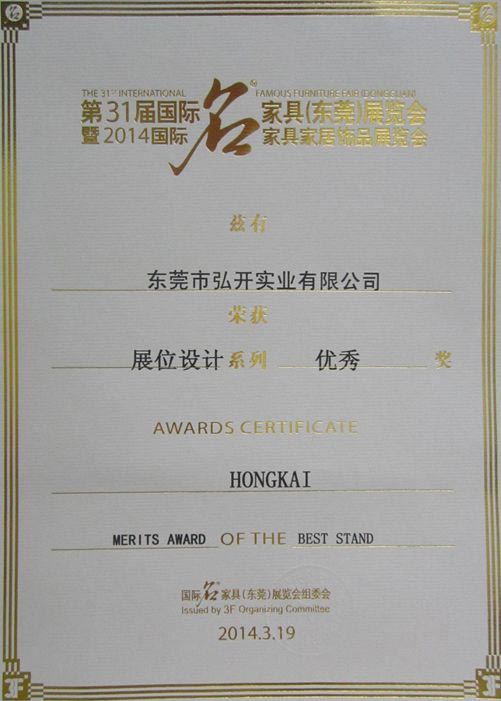 THE 31ST INTERNATIONAL 名® FAMOUS FURNITURE FAIR (DONGGUAN)
第31届国际 家具(东莞)展览会
暨2014国际 家具家居饰品展览会
兹有
东莞市弘开实业有限公司
荣获
展位设计系列 优秀 奖
AWARDS CERTIFICATE
HONGKAI
MERITS AWARD OF THE BEST STAND
国际名家具(东莞)展览会组委会
Issued by 3F Organizing Committee
2014.3.19
3F 3F